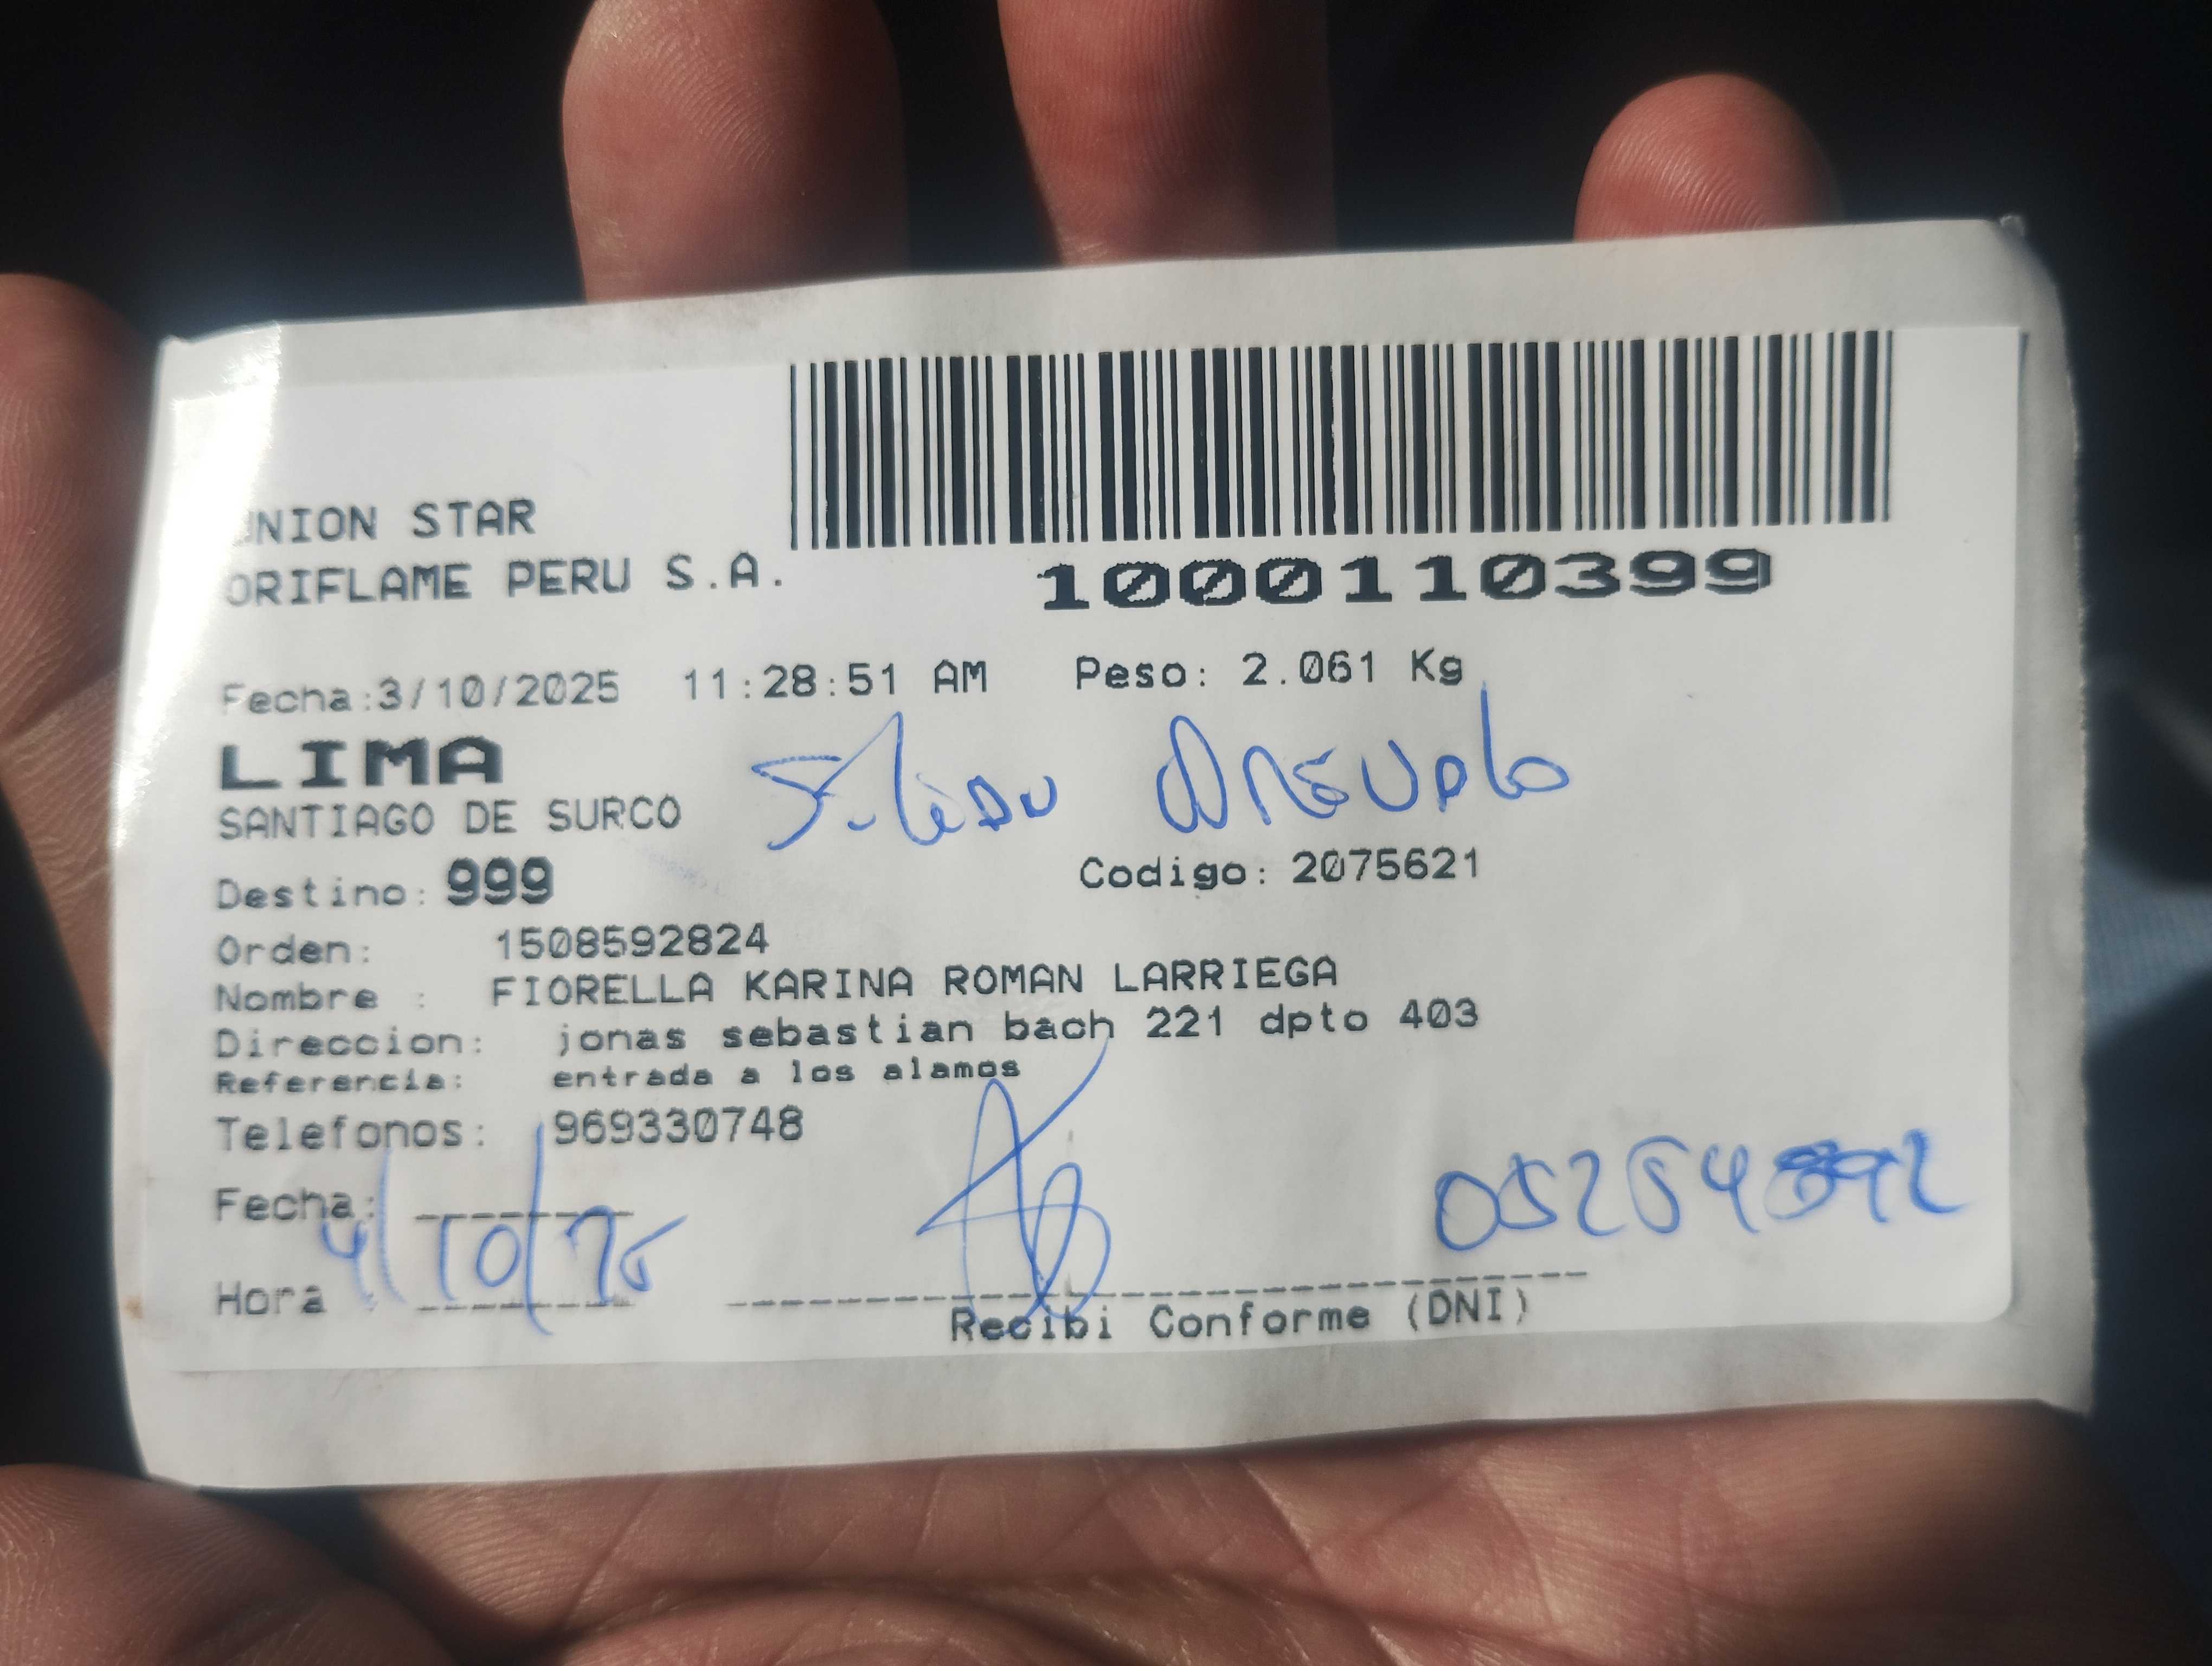 UNION STAR
ORIFLAME PERU S.A.
1000110399
Fecha:3/10/2025 11:28:51 AM Peso: 2.061 Kg
LIMA
SANTIAGO DE SURCO
Destino: 999 Codigo: 2075621
Orden: 1508592824
Nombre : FIORELLA KARINA ROMAN LARRIEGA
Direccion: jonas sebastian bach 221 dpto 403
Referencia: entrada a los alamos
Telefonos: 969330748
Fecha: 4/10/25
Hora :
Recibi Conforme (DNI)